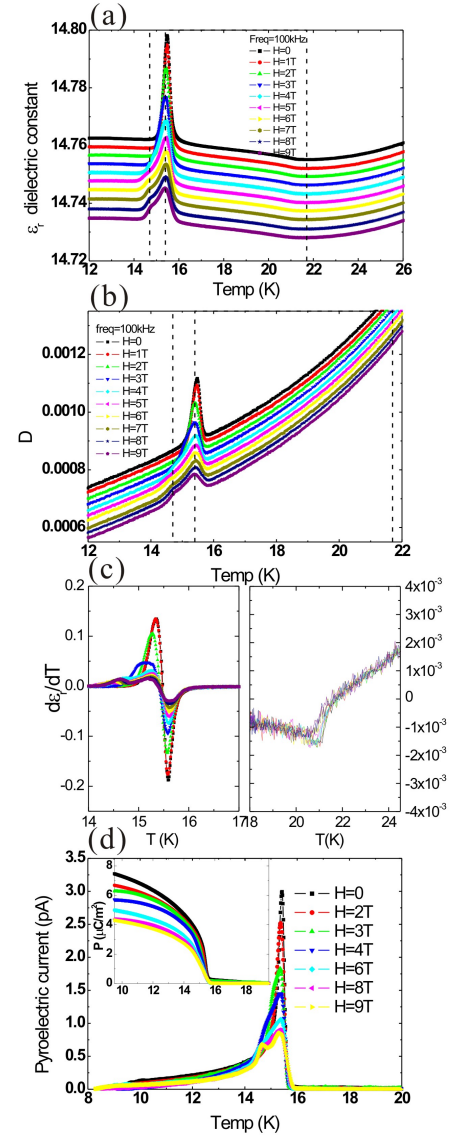 (a)
14.80
14.78
14.76
14.74
14.72
εr dielectric constant
Freq=100kHz
H=0
H=1T
H=2T
H=3T
H=4T
H=5T
H=6T
H=7T
H=8T
H=9T
12 14 16 18 20 22 24 26
Temp (K)
(b)
0.0012
0.0010
0.0008
0.0006
D
freq=100kHz
H=0
H=1T
H=2T
H=3T
H=4T
H=5T
H=6T
H=7T
H=8T
H=9T
12 14 16 18 20 22
Temp (K)
(c)
0.2
0.1
0.0
-0.1
-0.2
dεr/dT
14 15 16 17
T (K)
4x10-3
3x10-3
2x10-3
1x10-3
0
-1x10-3
-2x10-3
-3x10-3
-4x10-3
18 20 22 24
T(K)
(d)
3.5
3.0
2.5
2.0
1.5
1.0
0.5
0.0
Pyroelectric current (pA)
8
6
4
2
0
P (μC/m2)
10 12 14 16 18
H=0
H=2T
H=3T
H=4T
H=6T
H=8T
H=9T
8 10 12 14 16 18 20
Temp (K)